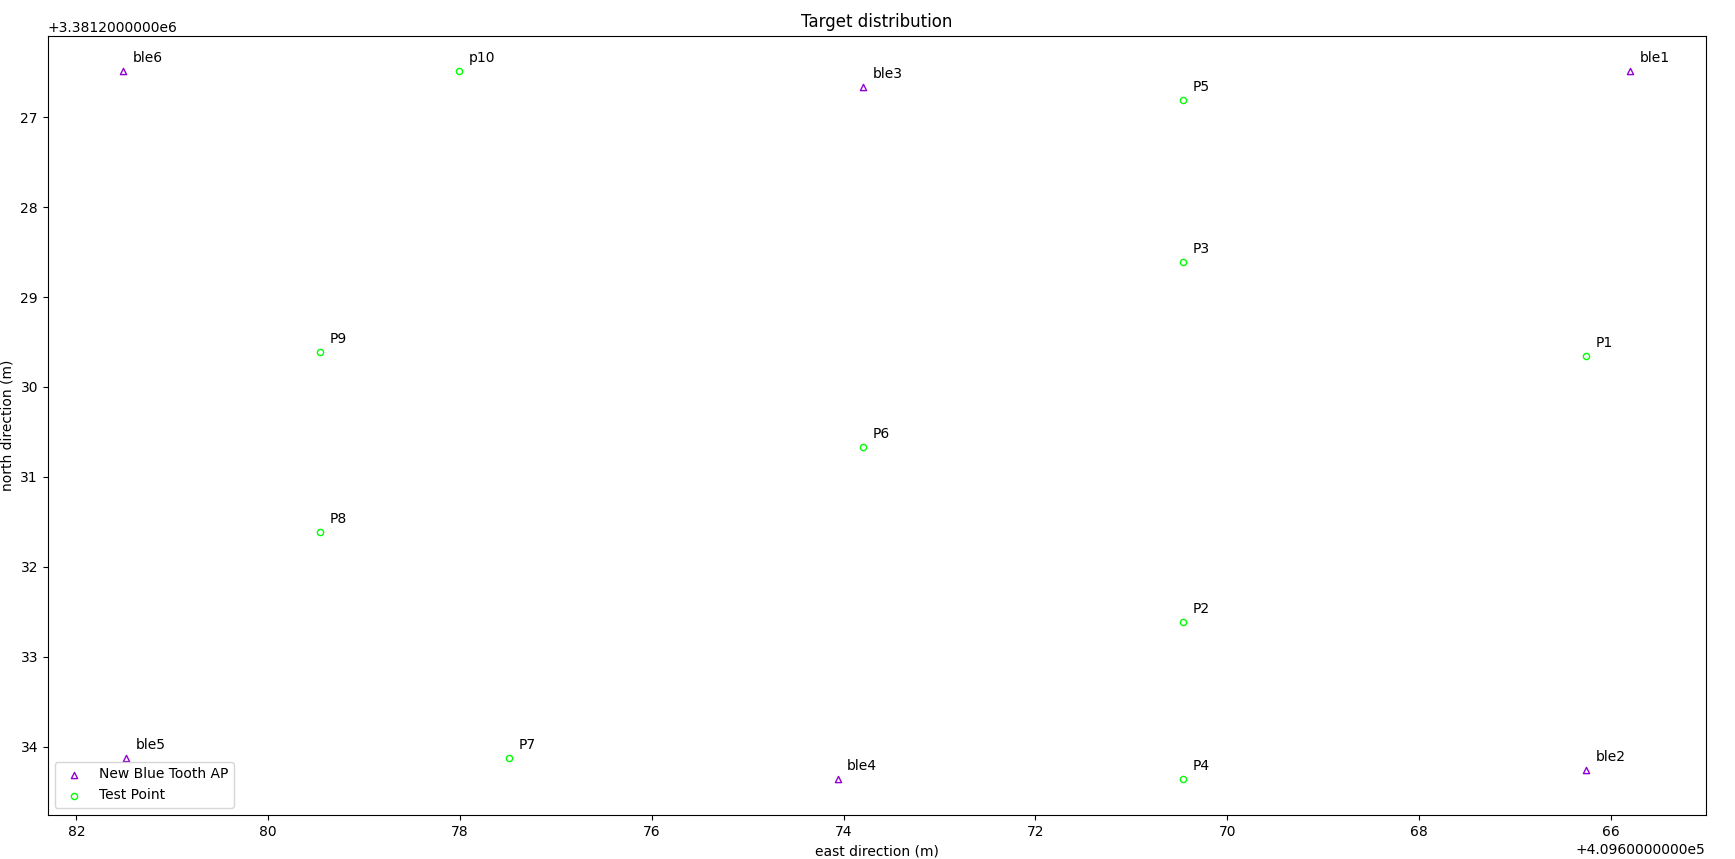 Target distribution
+3.3812000000e6
ble6
p10
ble3
P5
ble1
27
28
P3
29
P9
P1
30
P6
31
P8
32
P2
33
34
ble5
P7
ble4
P4
ble2
New Blue Tooth AP
Test Point
north direction (m)
82 80 78 76 74 72 70 68 66
east direction (m)
+4.0960000000e5